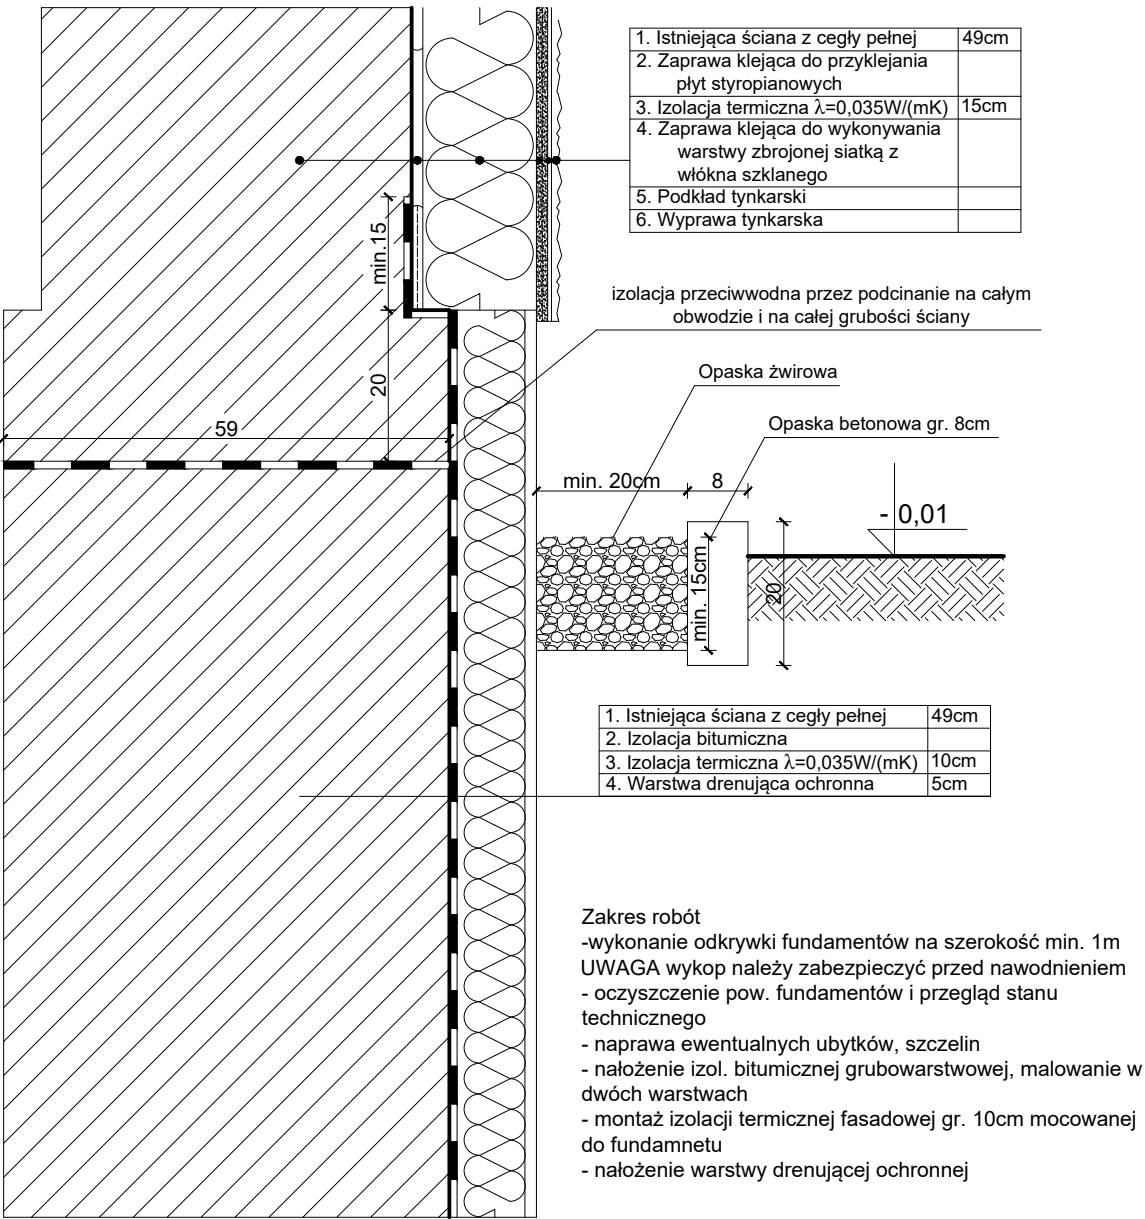 1. Istniejąca ściana z cegły pełnej 49cm
2. Zaprawa klejąca do przyklejania
płyt styropianowych
3. Izolacja termiczna λ=0,035W/(mK) 15cm
4. Zaprawa klejąca do wykonywania
warstwy zbrojonej siatką z
włókna szklanego
5. Podkład tynkarski
6. Wyprawa tynkarska
min.15
izolacja przeciwwodna przez podcinanie na całym
obwodzie i na całej grubości ściany
20
Opaska żwirowa
59
Opaska betonowa gr. 8cm
min. 20cm
8
- 0,01
min. 15cm
20
1. Istniejąca ściana z cegły pełnej 49cm
2. Izolacja bitumiczna
3. Izolacja termiczna λ=0,035W/(mK) 10cm
4. Warstwa drenująca ochronna 5cm
Zakres robót
-wykonanie odkrywki fundamentów na szerokość min. 1m
UWAGA wykop należy zabezpieczyć przed nawodnieniem
- oczyszczenie pow. fundamentów i przegląd stanu
technicznego
- naprawa ewentualnych ubytków, szczelin
- nałożenie izol. bitumicznej grubowarstwowej, malowanie w
dwóch warstwach
- montaż izolacji termicznej fasadowej gr. 10cm mocowanej
do fundamnetu
- nałożenie warstwy drenującej ochronnej